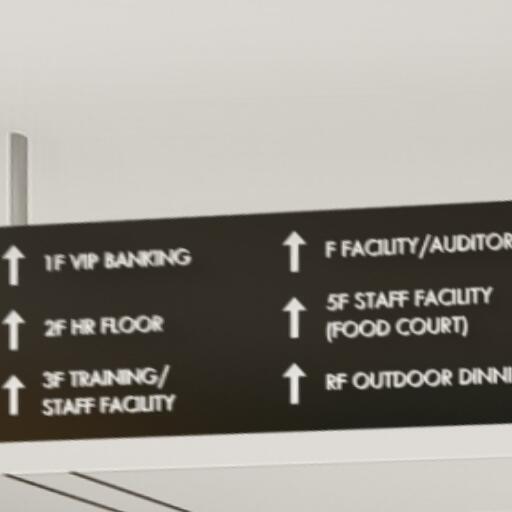 1F VIP BANKING
2F HR FLOOR
3F TRAINING/
STAFF FACILITY
F FACILITY/AUDITOR
5F STAFF FACILITY
(FOOD COURT)
RF OUTDOOR DINNI